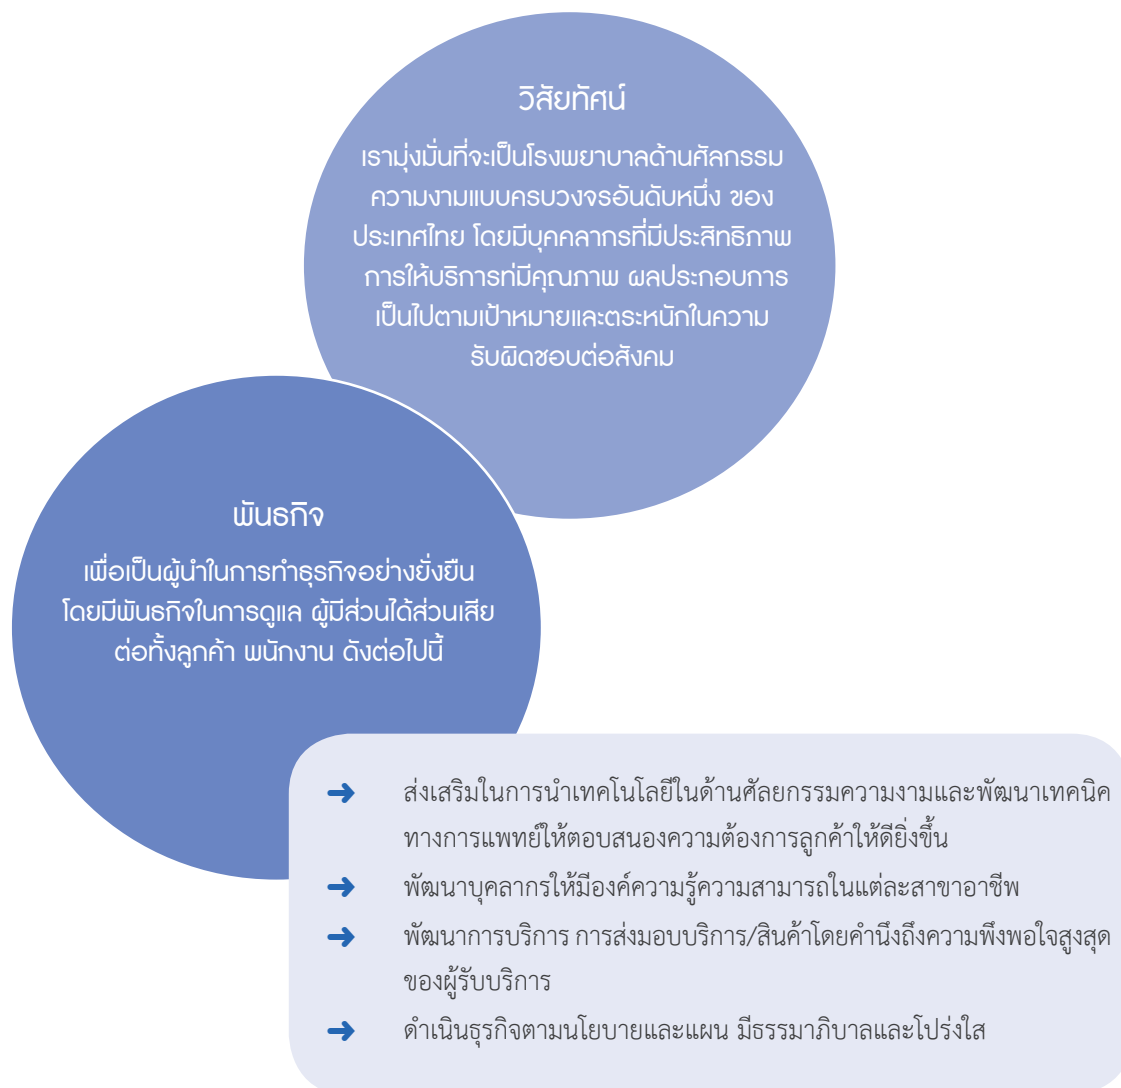 วิสัยทัศน์
เรามุ่งมั่นที่จะเป็นโรงพยาบาลด้านศัลกรรม
ความงามแบบครบวงจรอันดับหนึ่ง ของ
ประเทศไทย โดยมีบุคคลากรที่มีประสิทธิภาพ
การให้บริการท่มีคุณภาพ ผลประกอบการ
เป็นไปตามเป้าหมายและตระหนักในความ
รับผิดชอบต่อสังคม
พันธกิจ
เพื่อเป็นผู้นำในการทำธุรกิจอย่างยั่งยืน
โดยมีพันธกิจในการดูแล ผู้มีส่วนได้ส่วนเสีย
ต่อทั้งลูกค้า พนักงาน ดังต่อไปนี้
ส่งเสริมในการนำเทคโนโลยีในด้านศัลยกรรมความงามและพัฒนาเทคนิค
ทางการแพทย์ให้ตอบสนองความต้องการลูกค้าให้ดียิ่งขึ้น
พัฒนาบุคลากรให้มีองค์ความรู้ความสามารถในแต่ละสาขาอาชีพ
พัฒนาการบริการ การส่งมอบบริการ/สินค้าโดยคำนึงถึงความพึงพอใจสูงสุด
ของผู้รับบริการ
ดำเนินธุรกิจตามนโยบายและแผน มีธรรมาภิบาลและโปร่งใส